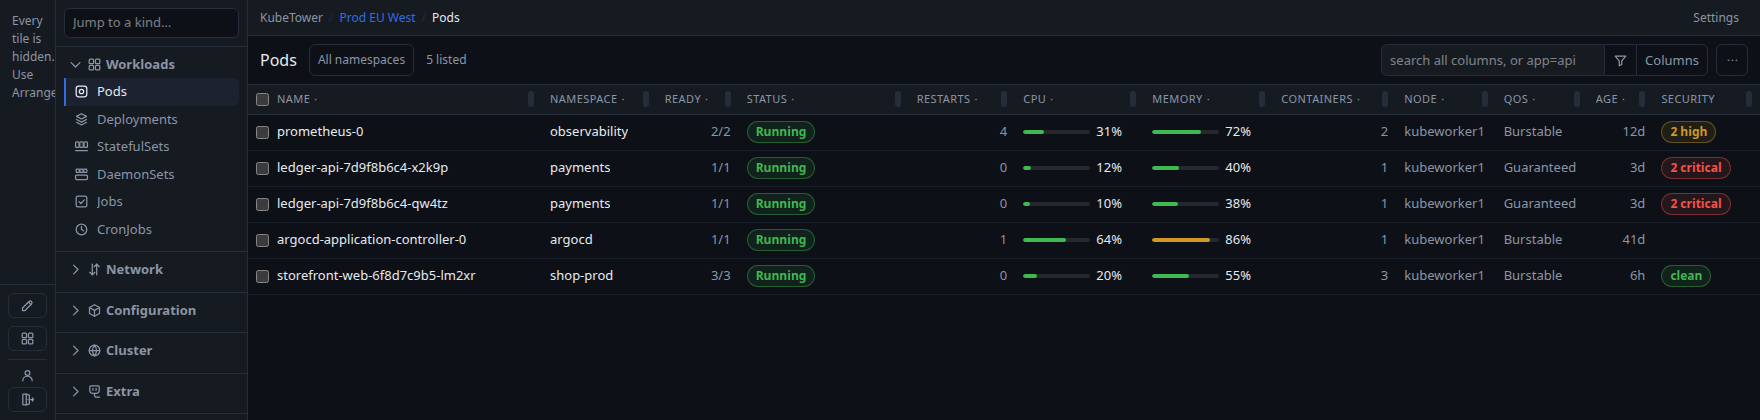 Every
tile is
hidden.
Use
Arrange
Jump to a kind...
Workloads
Pods
Deployments
StatefulSets
DaemonSets
Jobs
CronJobs
Network
Configuration
Cluster
Extra
KubeTower / Prod EU West / Pods
Settings
Pods All namespaces 5 listed
search all columns, or app=api Columns ...
NAME · NAMESPACE · READY · STATUS · RESTARTS · CPU · MEMORY · CONTAINERS · NODE · QOS · AGE · SECURITY
prometheus-0 observability 2/2 Running 4 31% 72% 2 kubeworker1 Burstable 12d 2 high
ledger-api-7d9f8b6c4-x2k9p payments 1/1 Running 0 12% 40% 1 kubeworker1 Guaranteed 3d 2 critical
ledger-api-7d9f8b6c4-qw4tz payments 1/1 Running 0 10% 38% 1 kubeworker1 Guaranteed 3d 2 critical
argocd-application-controller-0 argocd 1/1 Running 1 64% 86% 1 kubeworker1 Burstable 41d
storefront-web-6f8d7c9b5-lm2xr shop-prod 3/3 Running 0 20% 55% 3 kubeworker1 Burstable 6h clean